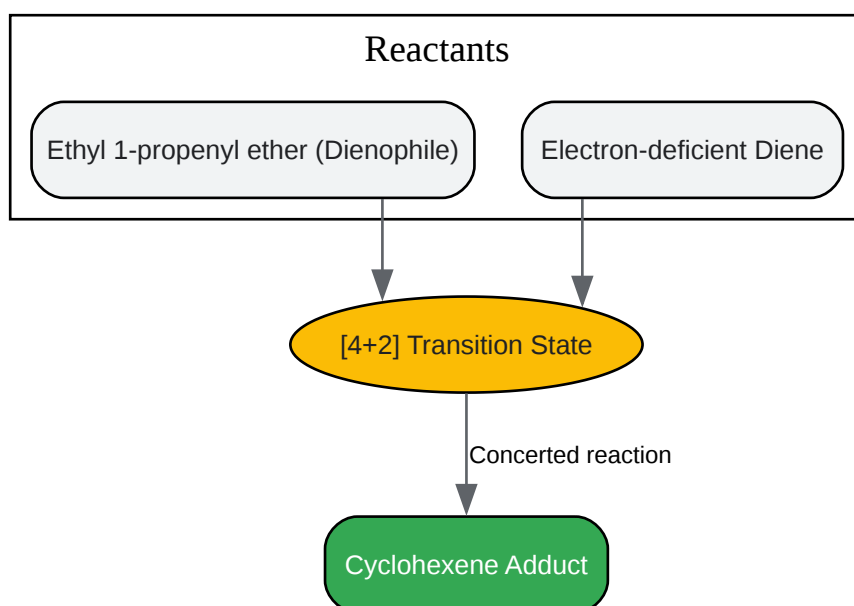 Reactants
Ethyl 1-propenyl ether (Dienophile)
Electron-deficient Diene
[4+2] Transition State
Concerted reaction
Cyclohexene Adduct